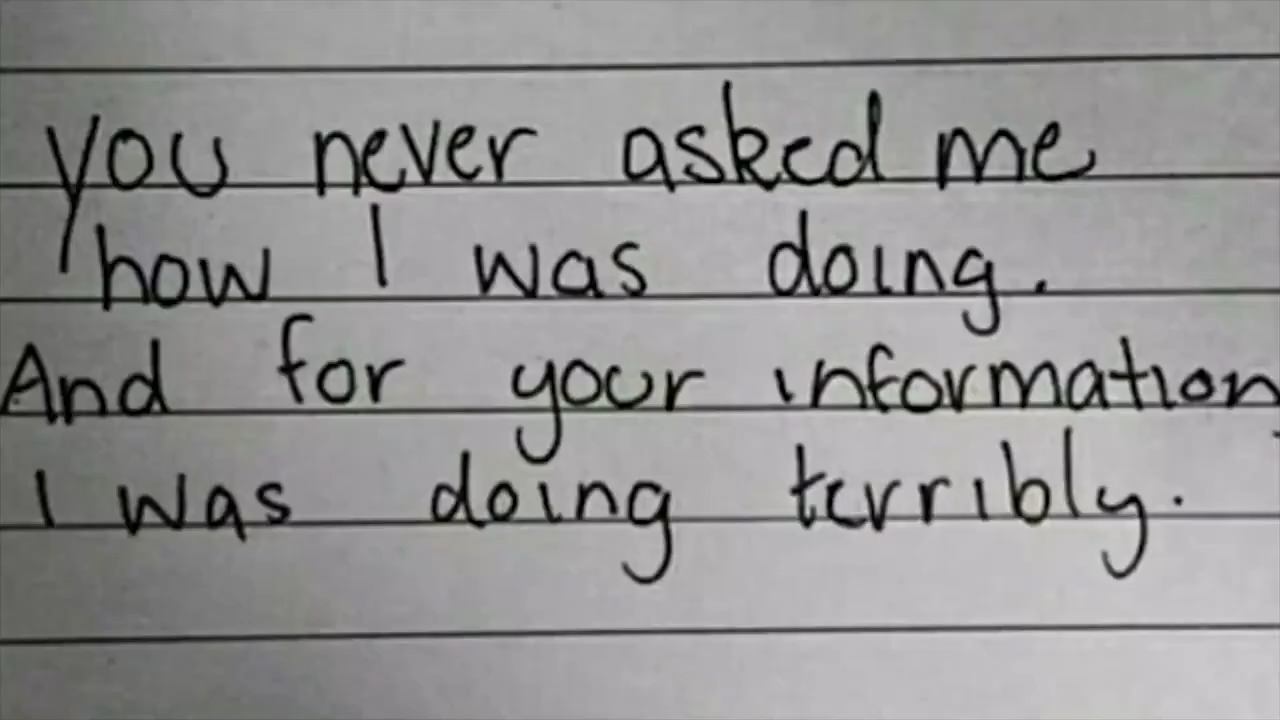 you never asked me
how I was doing.
And for your information,
I was doing terribly.